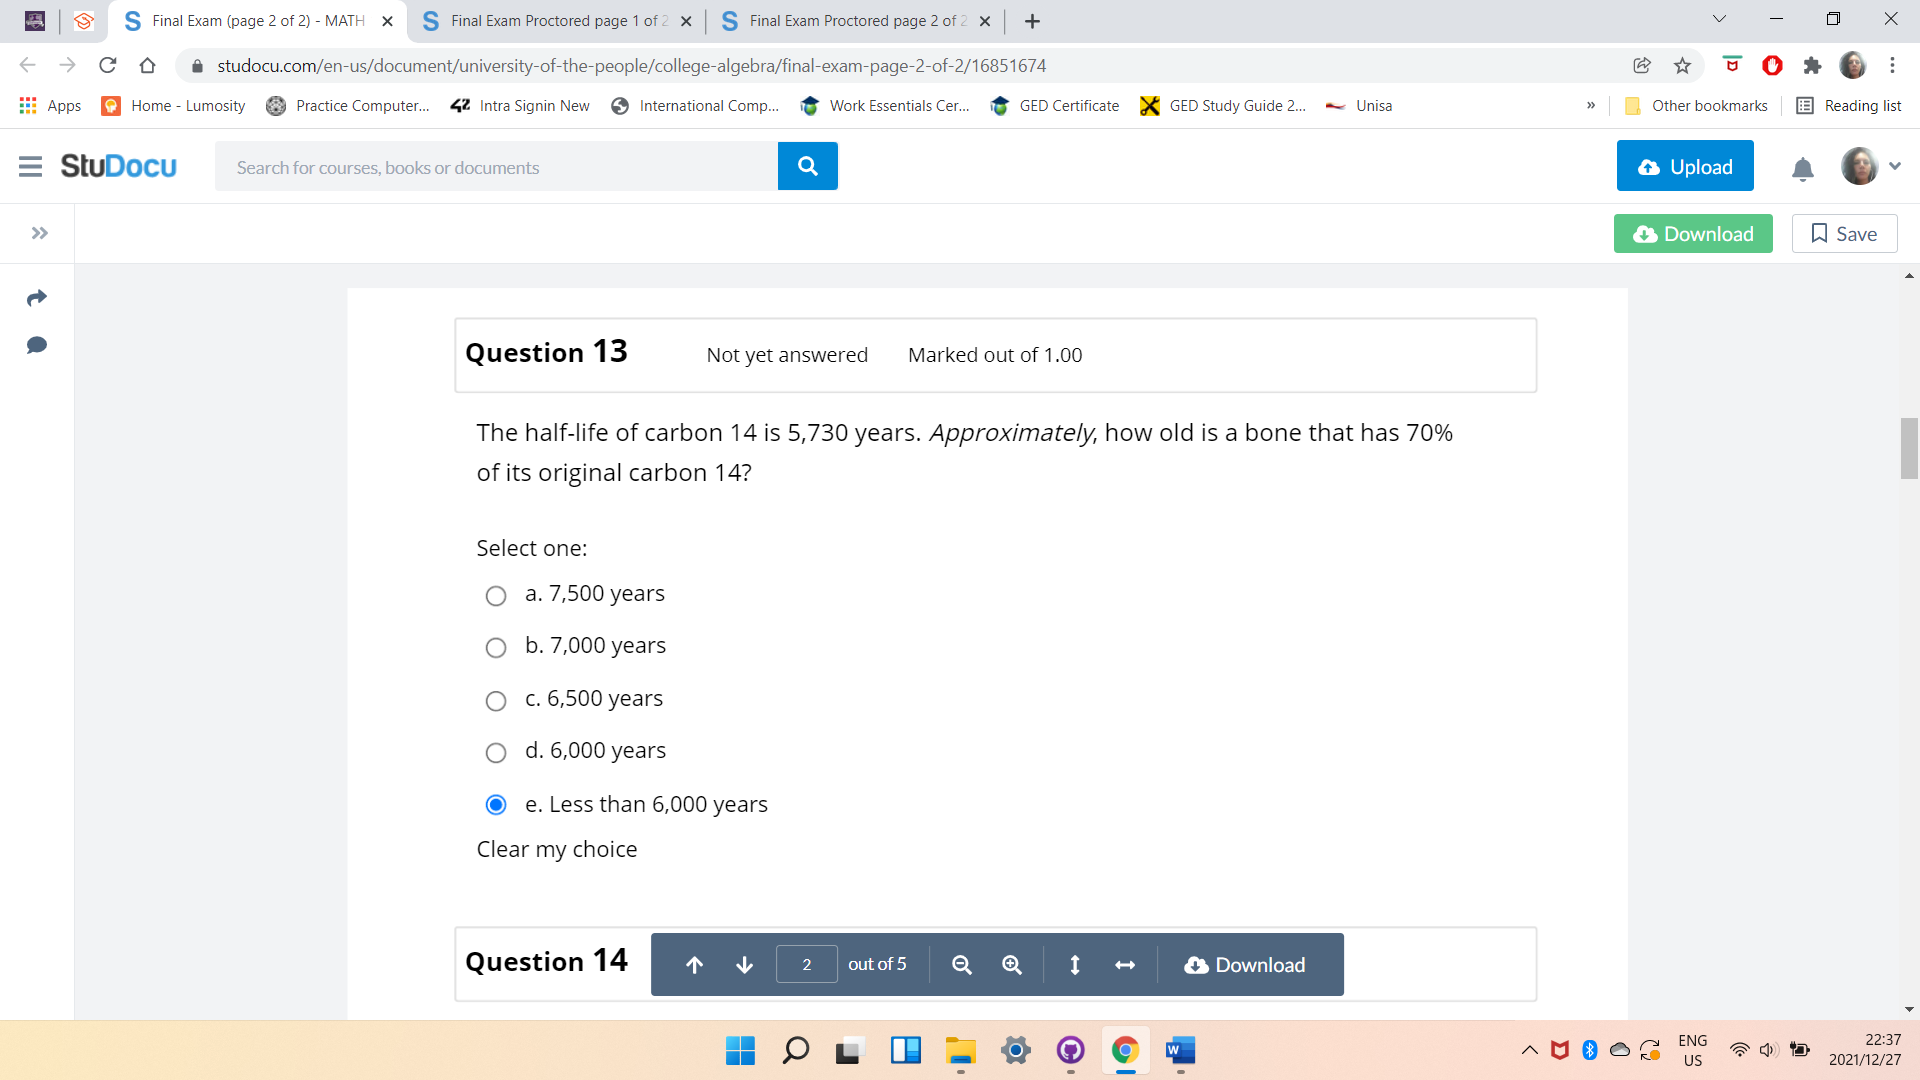 Final Exam (page 2 of 2) - MATH
Final Exam Proctored page 1 of 2
Final Exam Proctored page 2 of 2
studocu.com/en-us/document/university-of-the-people/college-algebra/final-exam-page-2-of-2/16851674
Apps Home - Lumosity Practice Computer... Intra Signin New International Comp... Work Essentials Cer... GED Certificate GED Study Guide 2... Unisa » Other bookmarks Reading list
StuDocu Search for courses, books or documents Upload
Download Save
Question 13 Not yet answered Marked out of 1.00
The half-life of carbon 14 is 5,730 years. Approximately, how old is a bone that has 70%
of its original carbon 14?
Select one:
a. 7,500 years
b. 7,000 years
c. 6,500 years
d. 6,000 years
e. Less than 6,000 years
Clear my choice
Question 14 2 out of 5 Download
ENG 22:37
US 2021/12/27